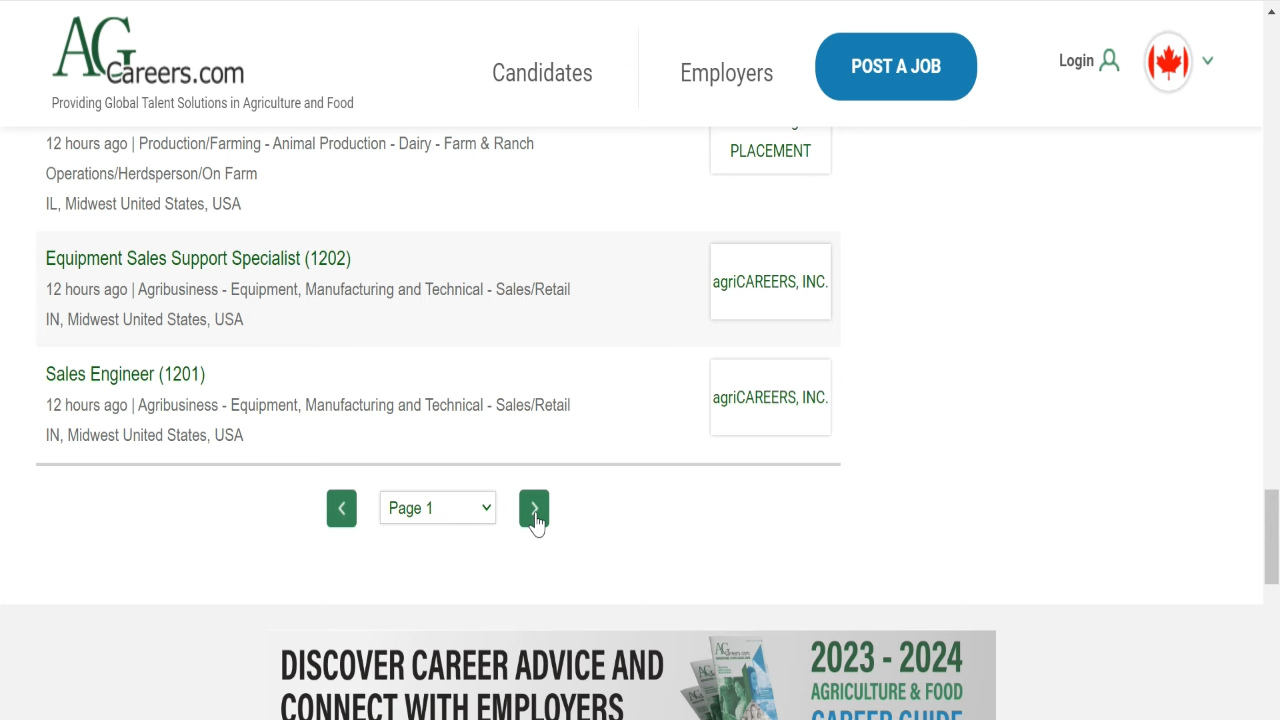 AGCareers.com
Providing Global Talent Solutions in Agriculture and Food
Candidates
Employers
POST A JOB
Login
12 hours ago | Production/Farming - Animal Production - Dairy - Farm & Ranch
Operations/Herdsperson/On Farm
IL, Midwest United States, USA
PLACEMENT
Equipment Sales Support Specialist (1202)
12 hours ago | Agribusiness - Equipment, Manufacturing and Technical - Sales/Retail
IN, Midwest United States, USA
agriCAREERS, INC.
Sales Engineer (1201)
12 hours ago | Agribusiness - Equipment, Manufacturing and Technical - Sales/Retail
IN, Midwest United States, USA
agriCAREERS, INC.
Page 1
DISCOVER CAREER ADVICE AND
CONNECT WITH EMPLOYERS
2023 - 2024
AGRICULTURE & FOOD
CAREER GUIDE